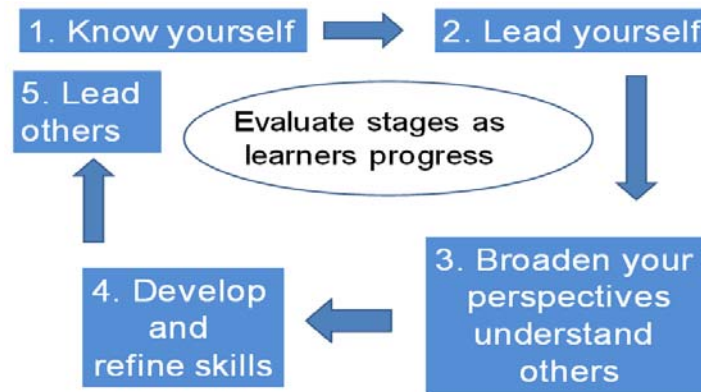 1. Know yourself
2. Lead yourself
5. Lead
others
Evaluate stages as
learners progress
3. Broaden your
perspectives
understand
others
4. Develop
and
refine skills